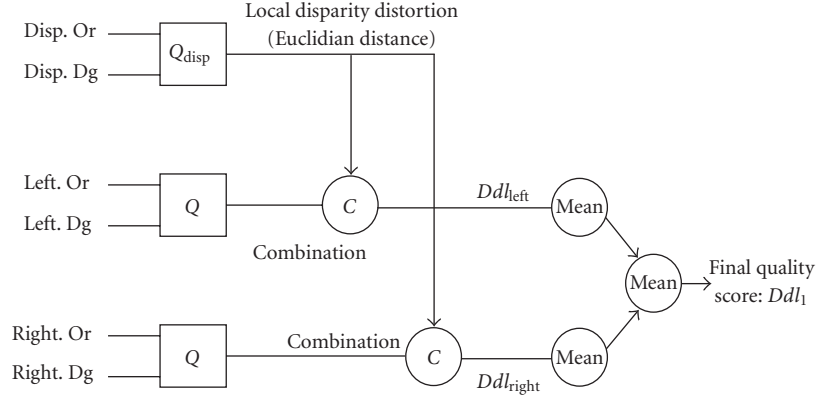 Disp. Or
Disp. Dg
Q_disp
Local disparity distortion
(Euclidian distance)
Left. Or
Left. Dg
Q
C
Combination
Ddl_left
Mean
Mean
Final quality
score: Ddl_1
Right. Or
Right. Dg
Q
Combination
C
Ddl_right
Mean